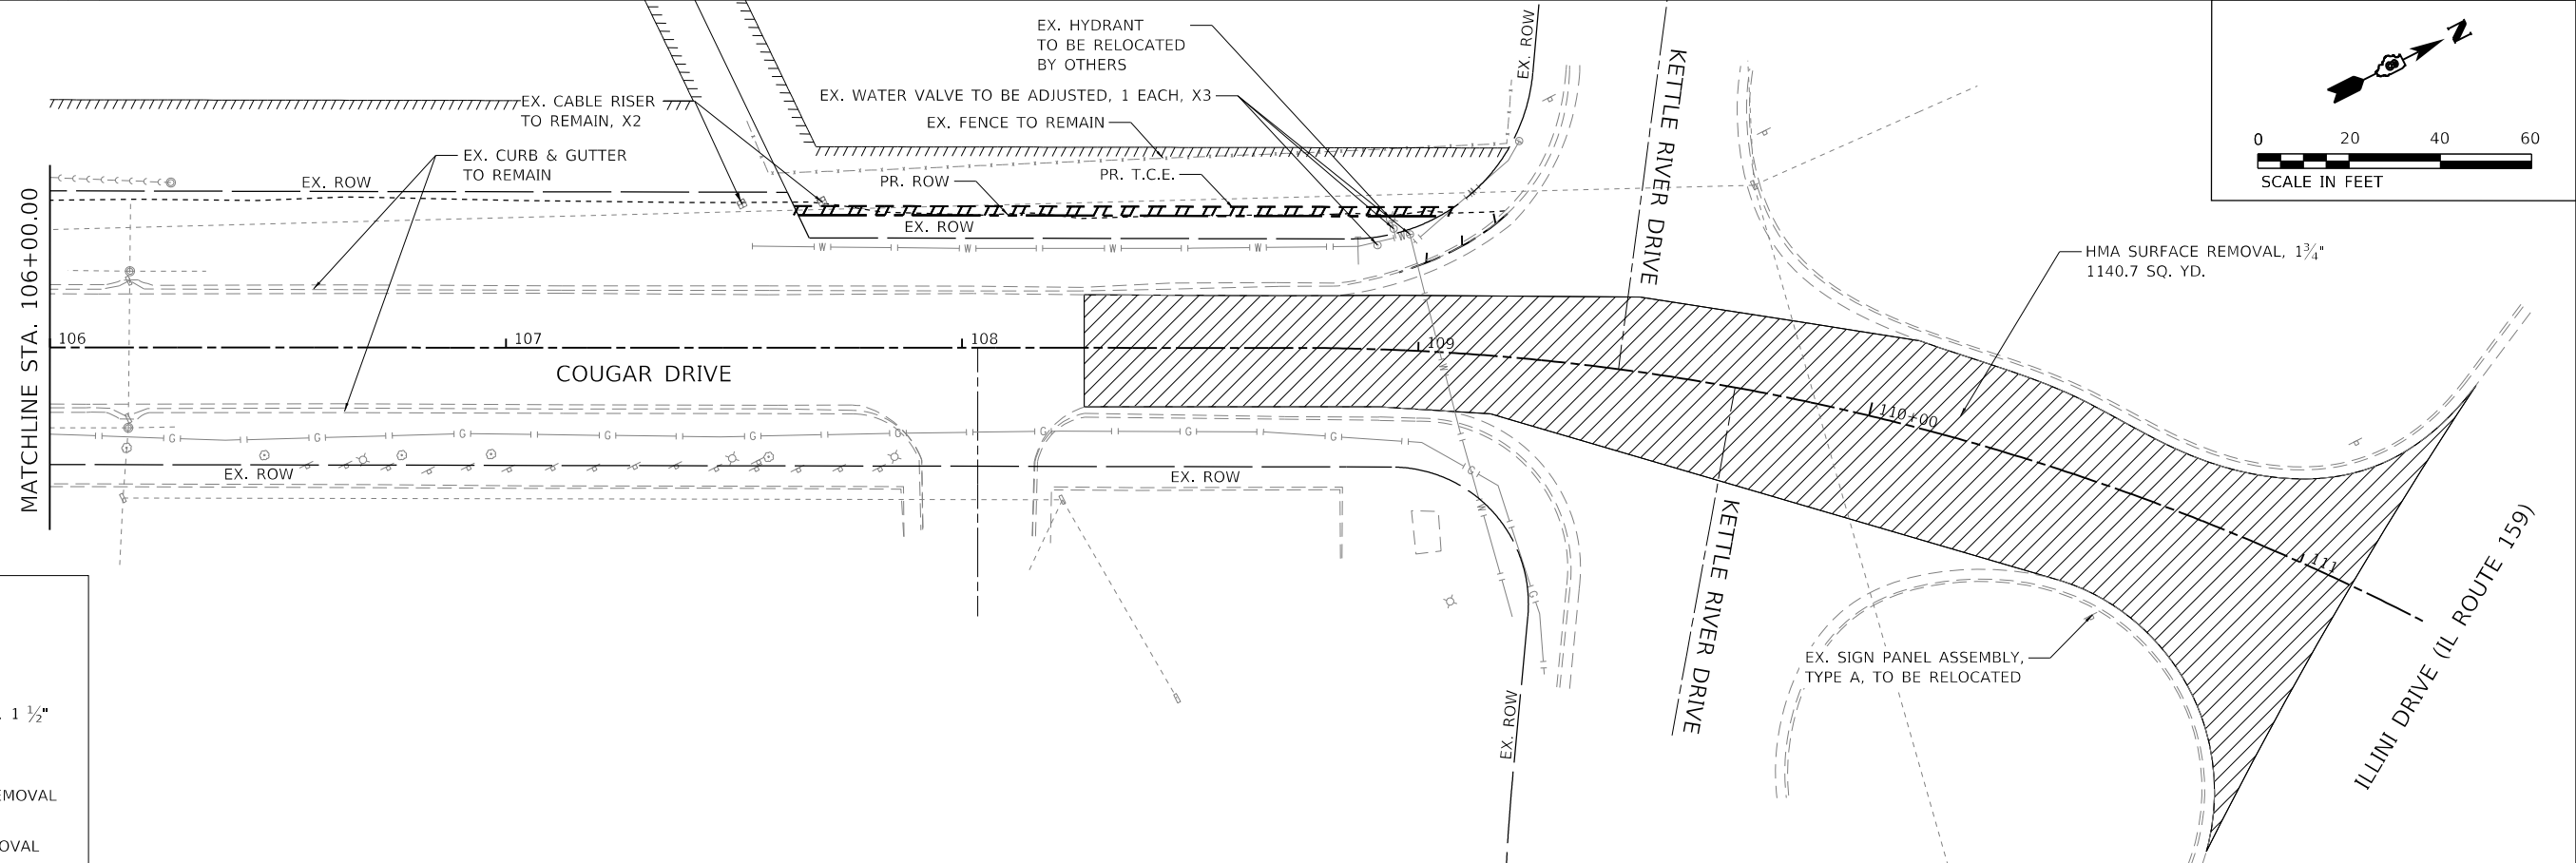 EX. HYDRANT
TO BE RELOCATED
BY OTHERS
EX. ROW
KETTLE RIVER DRIVE
N
0 20 40 60
SCALE IN FEET
EX. CABLE RISER
TO REMAIN, X2
EX. WATER VALVE TO BE ADJUSTED, 1 EACH, X3
EX. FENCE TO REMAIN
EX. CURB & GUTTER
TO REMAIN
EX. ROW
PR. ROW
PR. T.C.E.
EX. ROW
W W W W W W
HMA SURFACE REMOVAL, 1¾"
1140.7 SQ. YD.
MATCHLINE STA. 106+00.00
106 107 108 109 110+00 111
COUGAR DRIVE
W
G G G G G G G G G
EX. ROW
EX. ROW
G
W
G
KETTLE RIVER DRIVE
EX. ROW
EX. SIGN PANEL ASSEMBLY,
TYPE A, TO BE RELOCATED
ILLINI DRIVE (IL ROUTE 159)
1 ½"
EMOVAL
OVAL